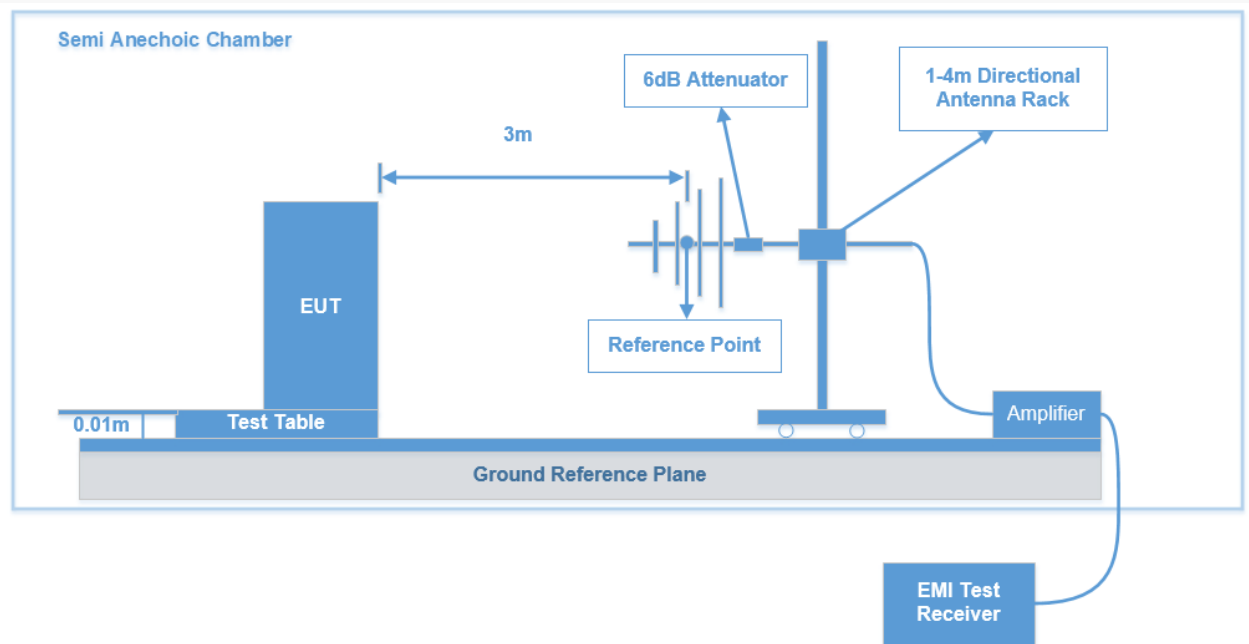 Semi Anechoic Chamber
6dB Attenuator
1-4m Directional
Antenna Rack
3m
EUT
Reference Point
0.01m
Test Table
Amplifier
Ground Reference Plane
EMI Test
Receiver